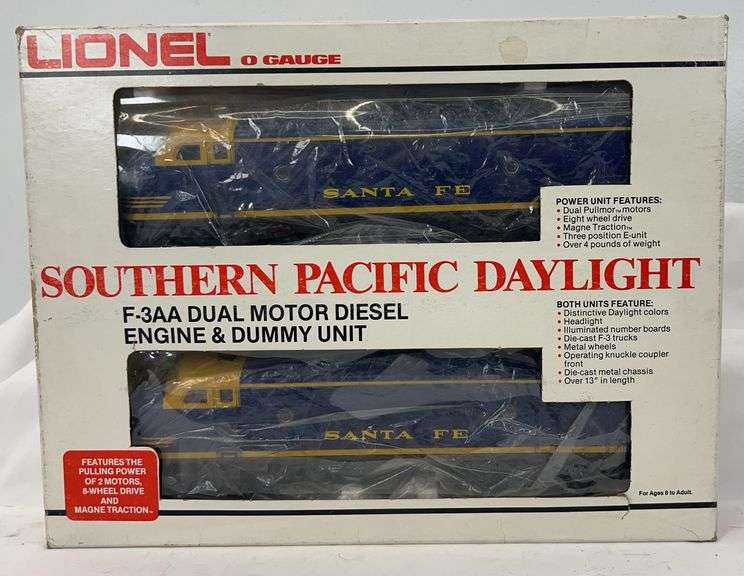 LIONEL O GAUGE
SANTA FE
POWER UNIT FEATURES:
• Dual Pullmor™ motors
• Eight wheel drive
• Magne Traction™
• Three position E-unit
• Over 4 pounds of weight
SOUTHERN PACIFIC DAYLIGHT
F-3AA DUAL MOTOR DIESEL
ENGINE & DUMMY UNIT
BOTH UNITS FEATURE:
• Distinctive Daylight colors
• Headlight
• Illuminated number boards
• Die-cast F-3 trucks
• Metal wheels
• Operating knuckle coupler
front
• Die-cast metal chassis
• Over 13" in length
SANTA FE
FEATURES THE
PULLING POWER
OF 2 MOTORS,
8-WHEEL DRIVE
AND
MAGNE TRACTION™
For Ages 8 to Adult.